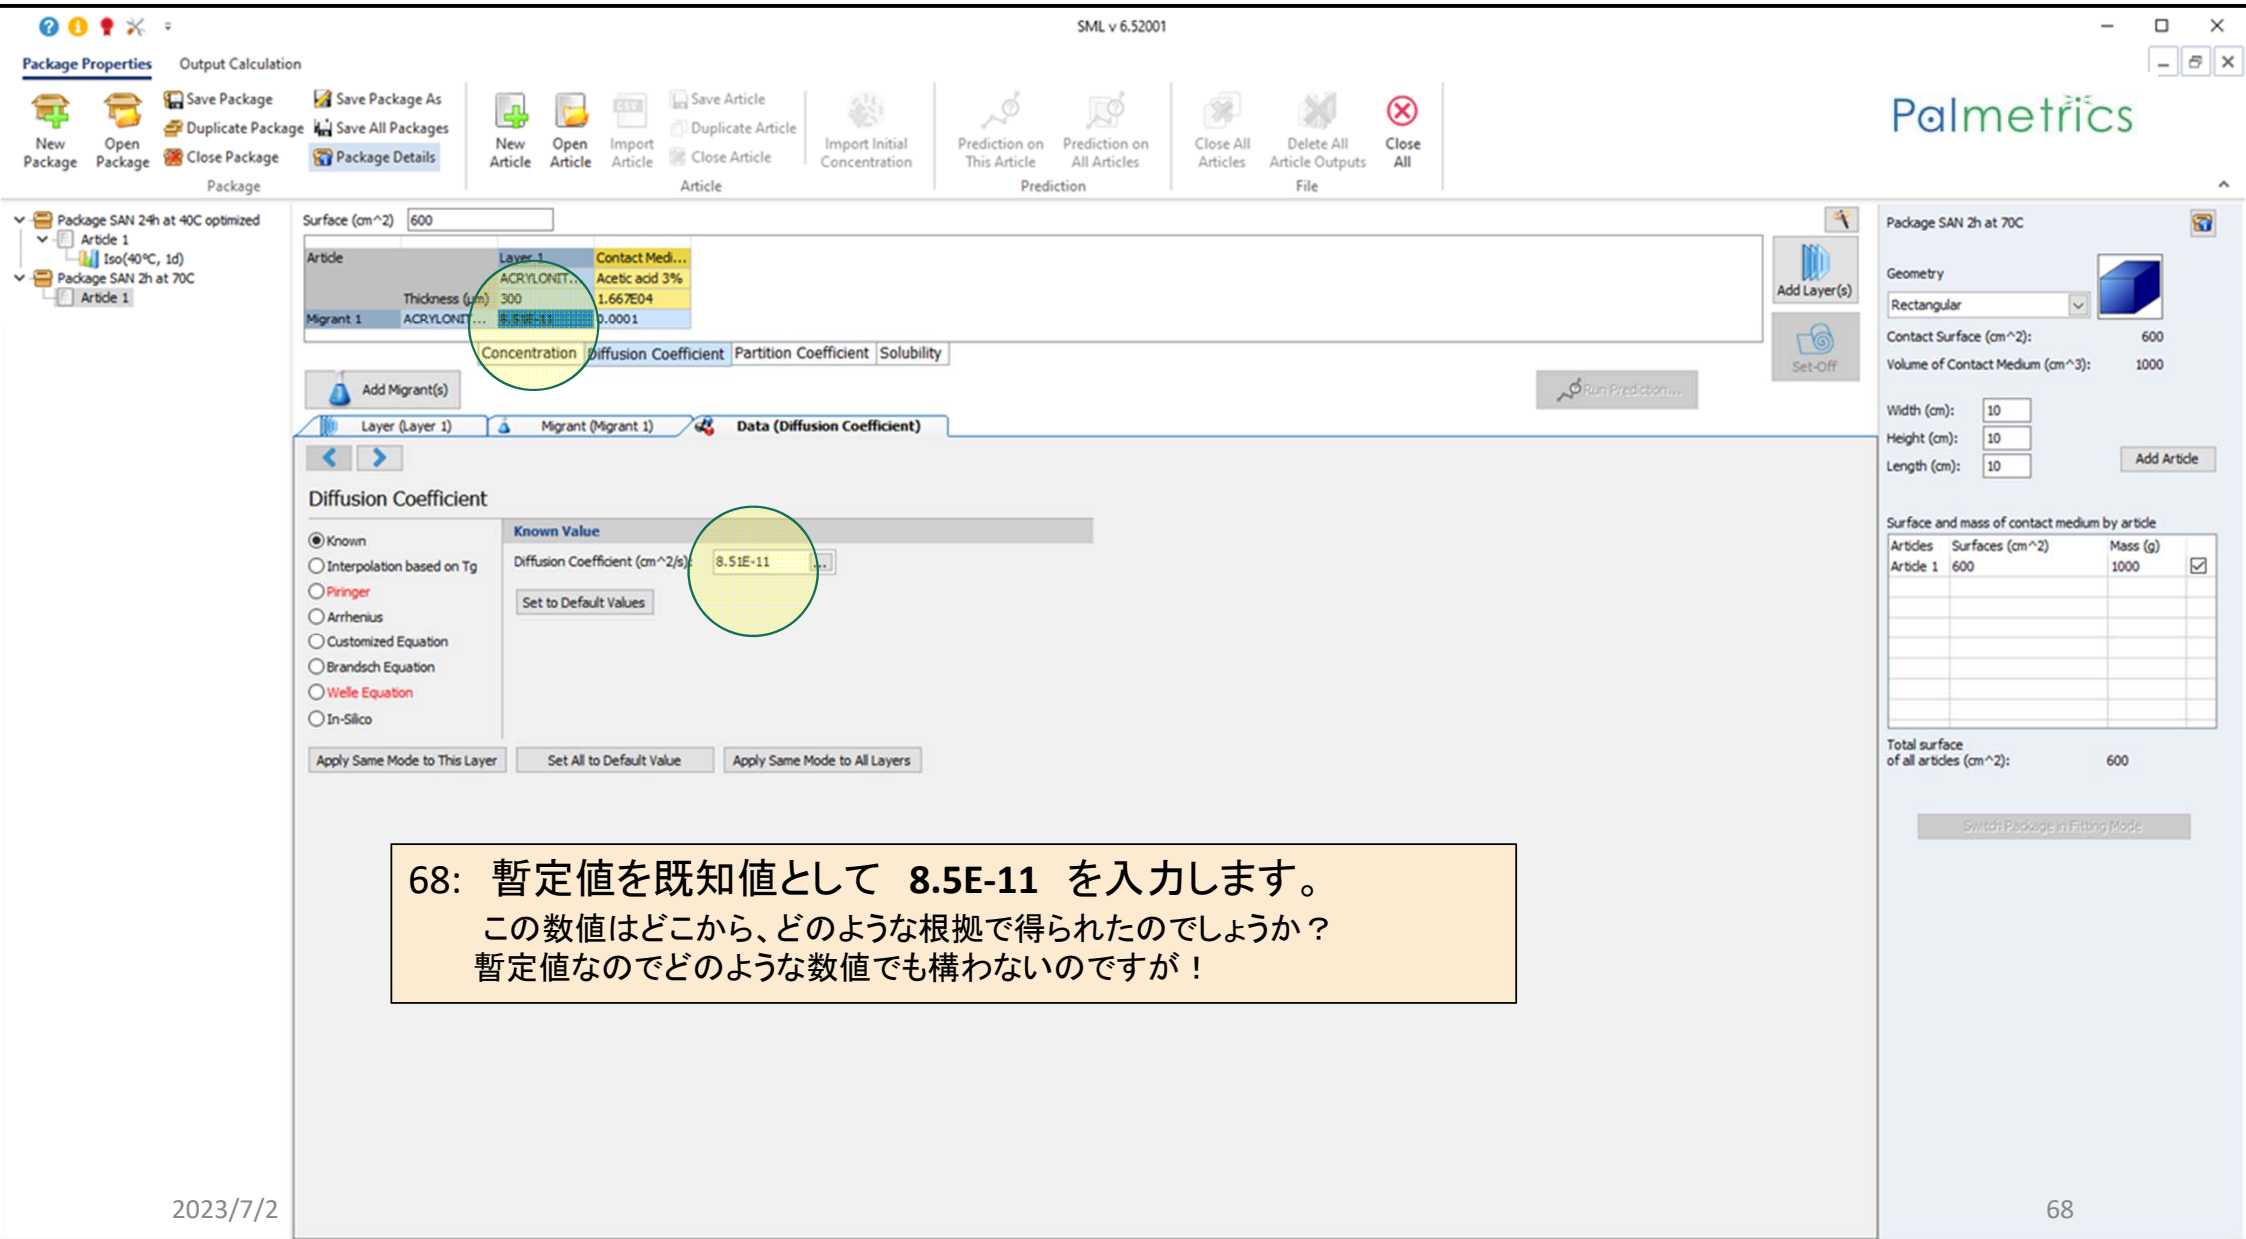 SML v 6.52001
Package Properties Output Calculation
Save Package Save Package As Save Article
Duplicate Package Save All Packages Duplicate Article
Close Package Package Details Close Article
New Package Open Package New Article Open Article Import Article Import Initial Concentration Prediction on This Article Prediction on All Articles Close All Articles Delete All Article Outputs Close All
CSV
Package Article Prediction File
Palmetrics
Package SAN 24h at 40C optimized
Article 1
Iso(40°C, 1d)
Package SAN 2h at 70C
Article 1
Surface (cm^2) 600
Article Layer 1 Contact Medi...
ACRYLONIT... Acetic acid 3%
Thickness (μm) 300 1.667E04
Migrant 1 ACRYLONIT... 8.51E-11 0.0001
Concentration Diffusion Coefficient Partition Coefficient Solubility
Add Layer(s)
Set-Off
Add Migrant(s)
Run Prediction...
Layer (Layer 1) Migrant (Migrant 1) Data (Diffusion Coefficient)
Diffusion Coefficient
Known
Interpolation based on Tg
Piringer
Arrhenius
Customized Equation
Brandsch Equation
Welle Equation
In-Silico
Known Value
Diffusion Coefficient (cm^2/s): 8.51E-11 ...
Set to Default Values
Apply Same Mode to This Layer Set All to Default Value Apply Same Mode to All Layers
Package SAN 2h at 70C
Geometry
Rectangular
Contact Surface (cm^2): 600
Volume of Contact Medium (cm^3): 1000
Width (cm): 10
Height (cm): 10
Length (cm): 10
Add Article
Surface and mass of contact medium by article
Articles Surfaces (cm^2) Mass (g)
Article 1 600 1000
Total surface
of all articles (cm^2): 600
Switch Package in Fitting Mode
68: 暫定値を既知値として 8.5E-11 を入力します。
この数値はどこから、どのような根拠で得られたのでしょうか？
暫定値なのでどのような数値でも構わないのですが！
2023/7/2
68